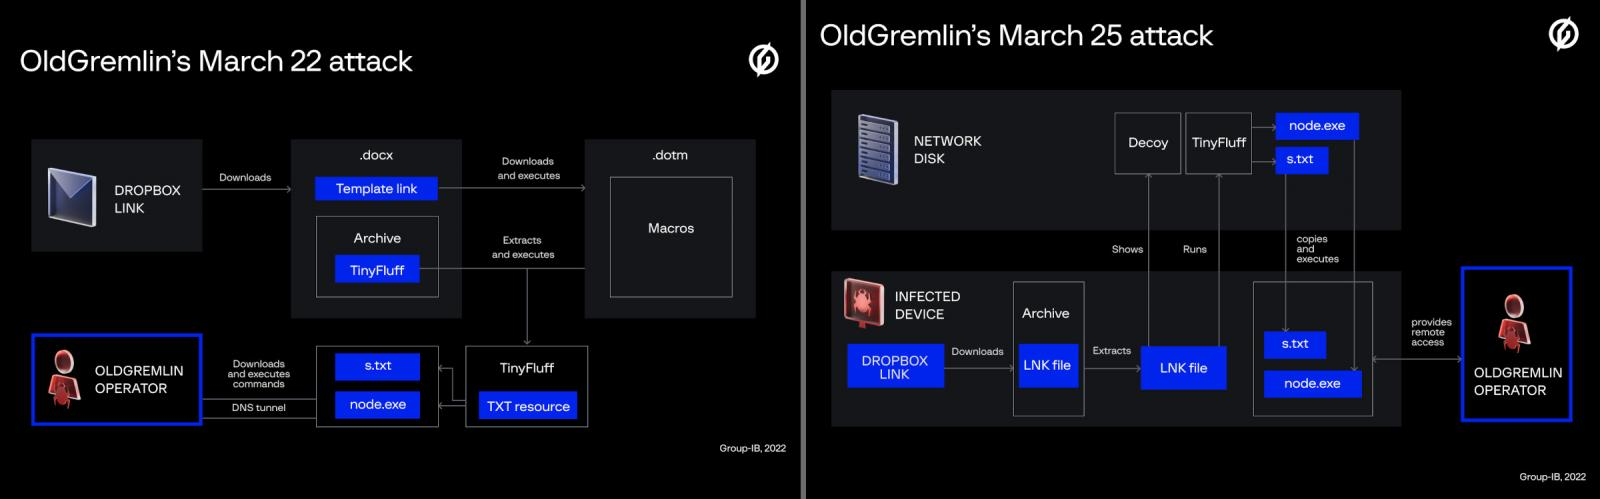 OldGremlin's March 22 attack
DROPBOX
LINK
Downloads
.docx
Template link
Archive
TinyFluff
Downloads
and executes
Extracts
and executes
.dotm
Macros
OLDGREMLIN
OPERATOR
Downloads
and executes
commands
DNS tunnel
s.txt
node.exe
TinyFluff
TXT resource
Group-IB, 2022
OldGremlin's March 25 attack
NETWORK
DISK
Decoy
TinyFluff
node.exe
s.txt
Shows
Runs
copies
and
executes
INFECTED
DEVICE
DROPBOX
LINK
Downloads
Archive
LNK file
Extracts
LNK file
s.txt
node.exe
provides
remote
access
OLDGREMLIN
OPERATOR
Group-IB, 2022